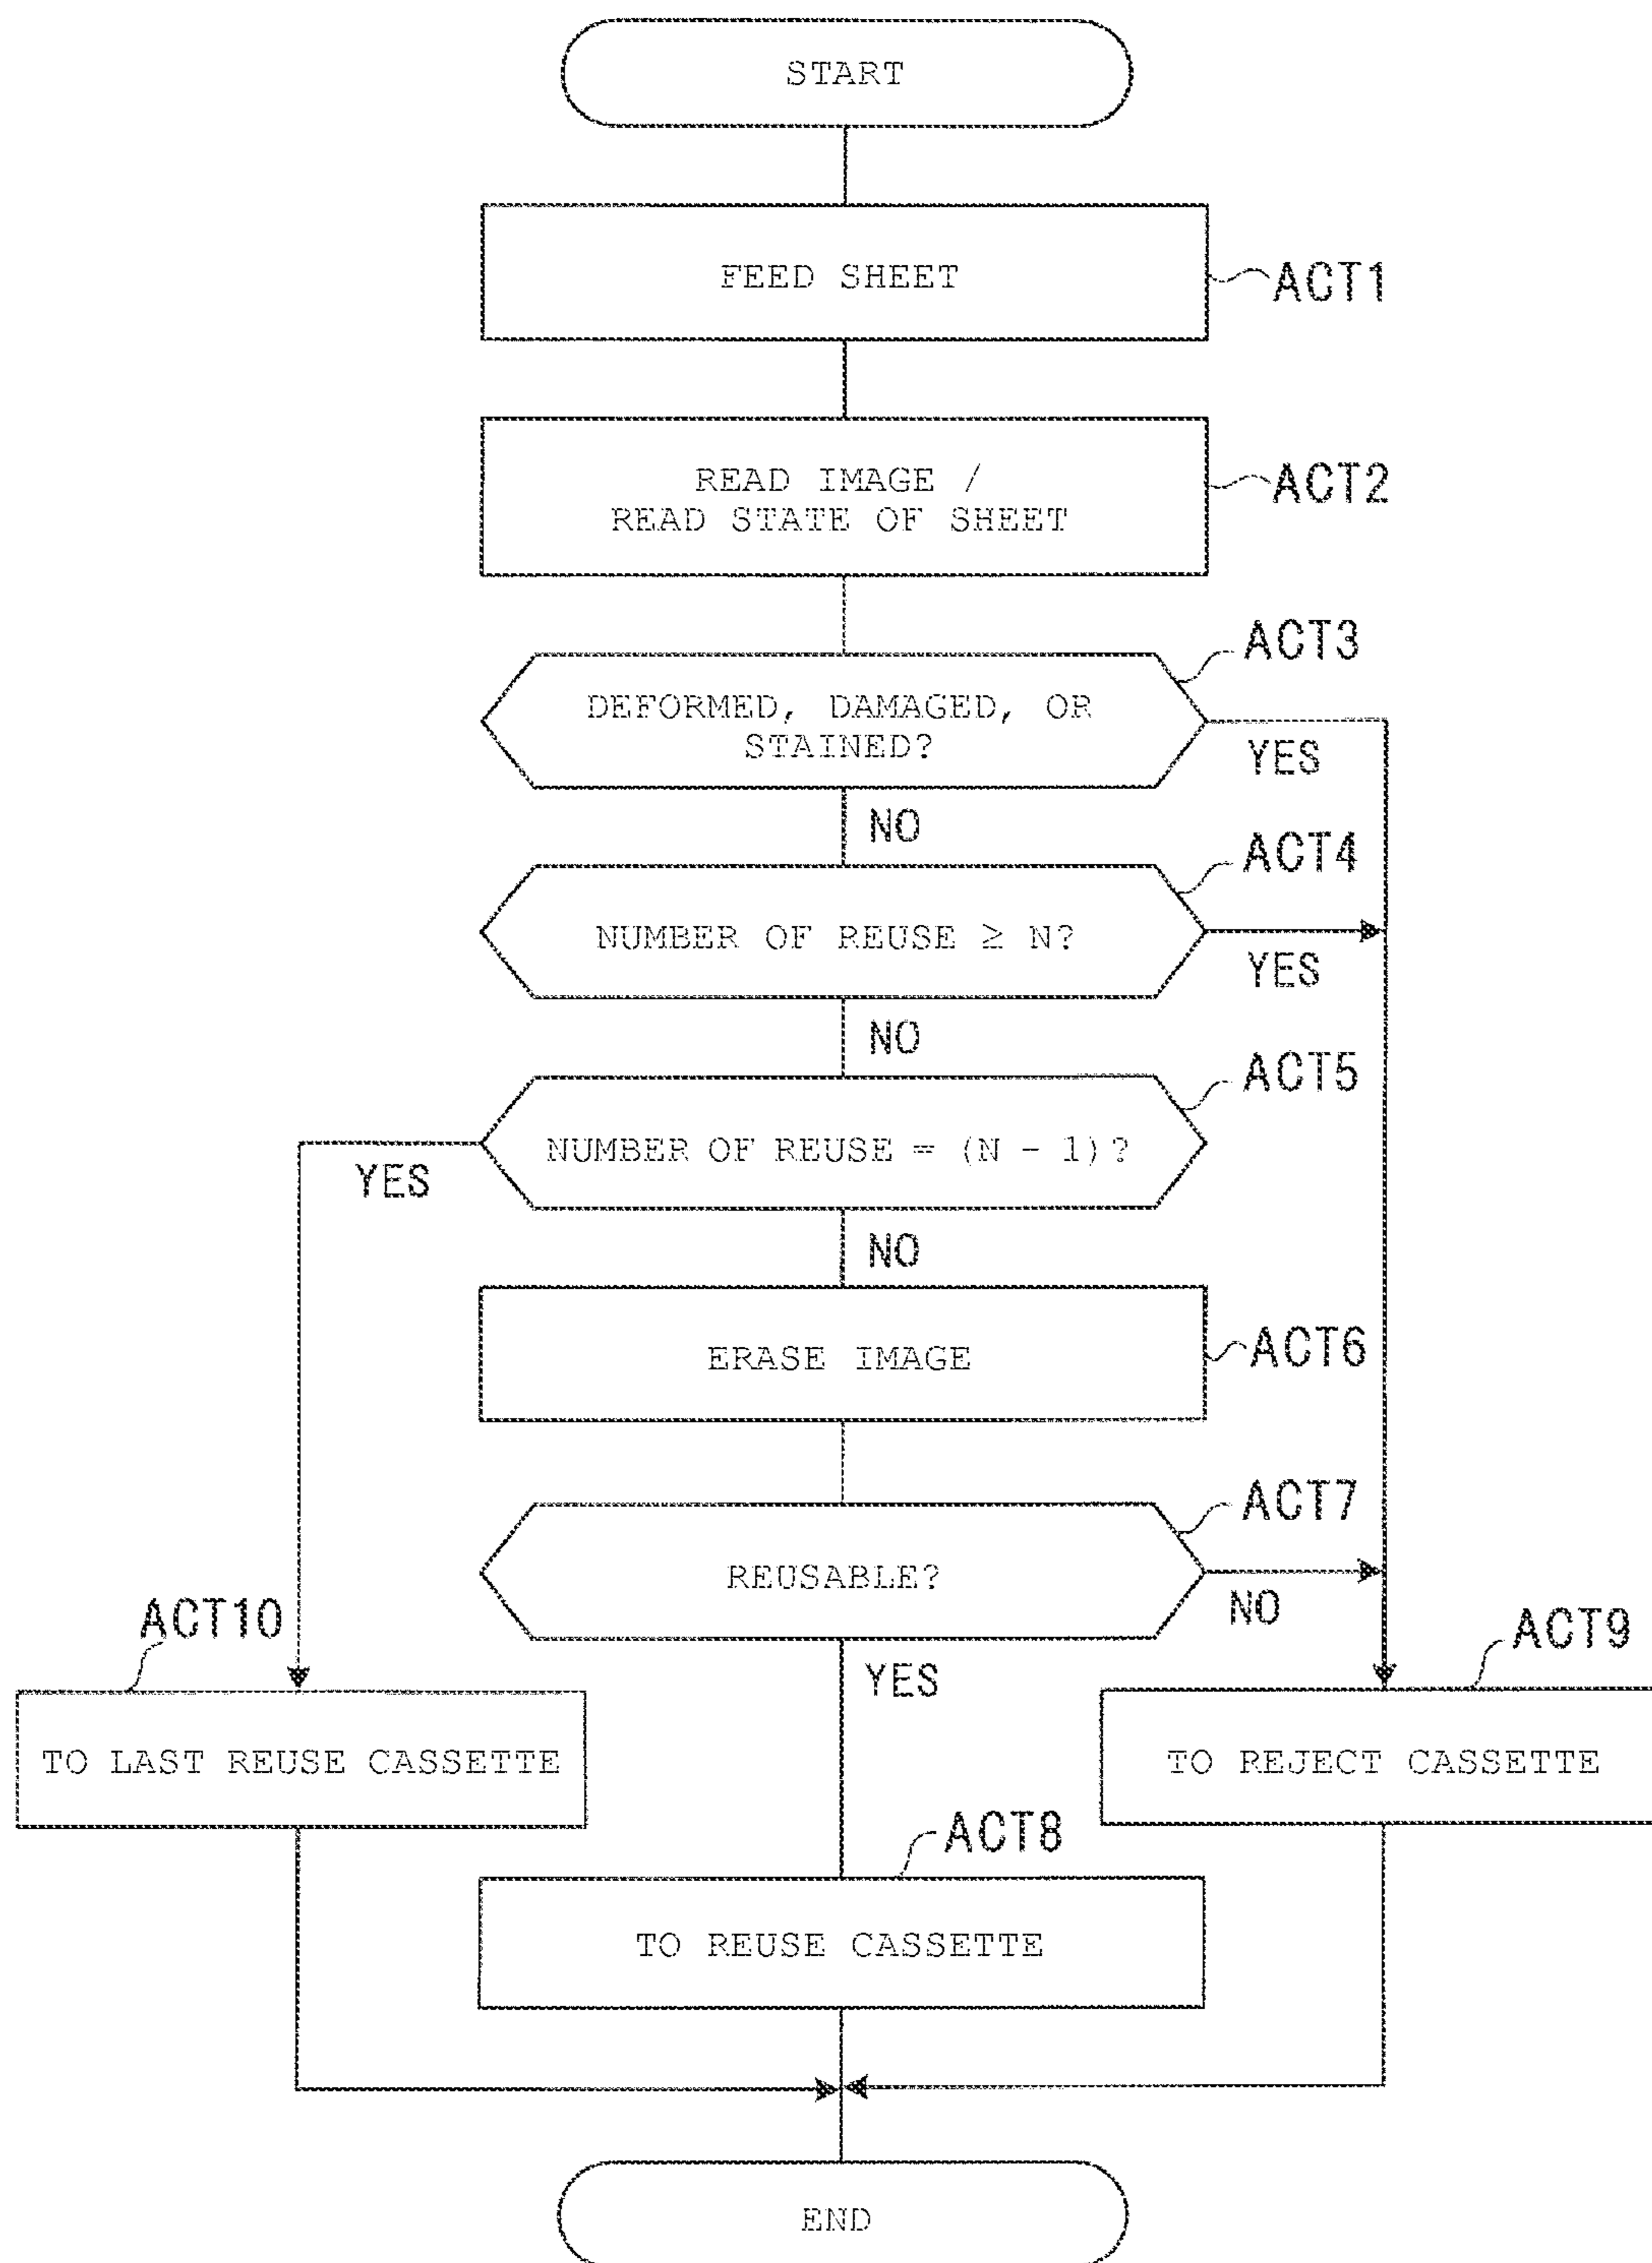 START
FEED SHEET
ACT1
READ IMAGE /
READ STATE OF SHEET
ACT2
ACT3
DEFORMED, DAMAGED, OR
STAINED?
YES
NO
ACT4
NUMBER OF REUSE ≥ N?
YES
NO
ACT5
NUMBER OF REUSE = (N - 1)?
YES
NO
ERASE IMAGE
ACT6
ACT7
REUSABLE?
NO
YES
ACT10
TO LAST REUSE CASSETTE
ACT9
TO REJECT CASSETTE
ACT8
TO REUSE CASSETTE
END